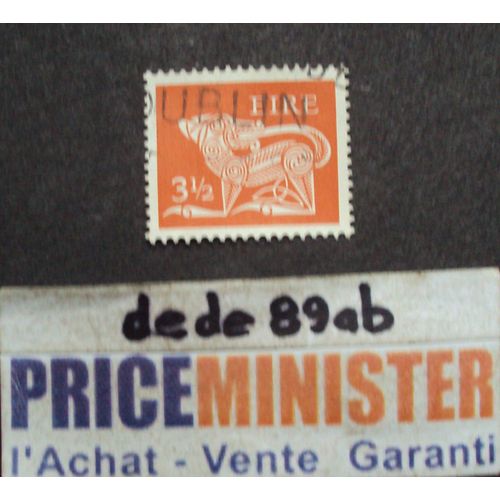 DUBLIN
EIRE
3½
dede 89ab
PRICEMINISTER
l'Achat - Vente Garanti